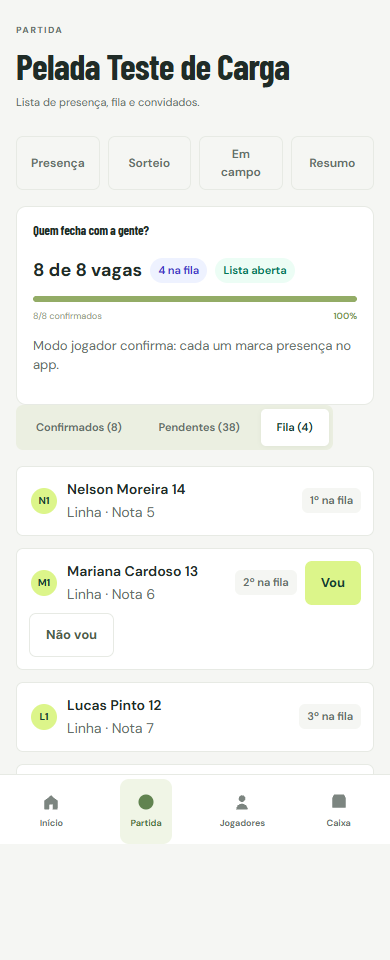 PARTIDA
Pelada Teste de Carga
Lista de presença, fila e convidados.
Presença
Sorteio
Em
campo
Resumo
Quem fecha com a gente?
8 de 8 vagas
4 na fila
Lista aberta
8/8 confirmados
100%
Modo jogador confirma: cada um marca presença no
app.
Confirmados (8)
Pendentes (38)
Fila (4)
N1
Nelson Moreira 14
Linha · Nota 5
1º na fila
M1
Mariana Cardoso 13
Linha · Nota 6
2º na fila
Vou
Não vou
L1
Lucas Pinto 12
Linha · Nota 7
3º na fila
Início
Partida
Jogadores
Caixa